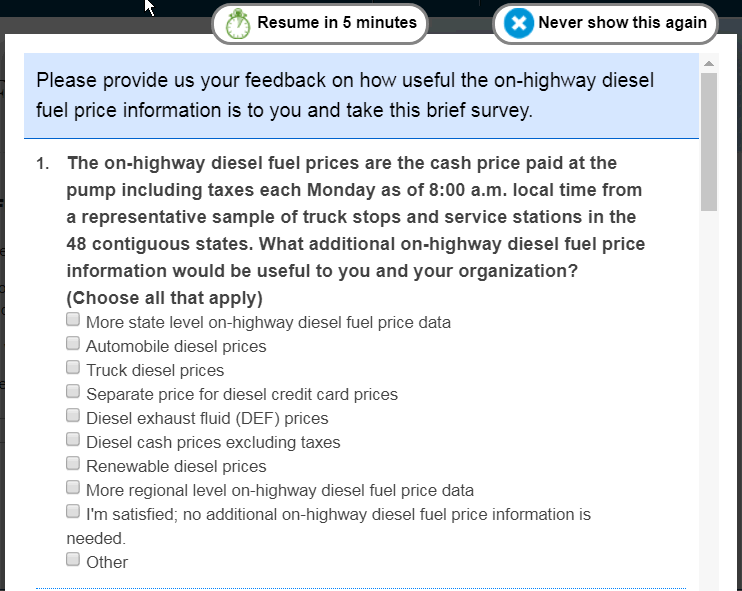 Resume in 5 minutes
Never show this again
Please provide us your feedback on how useful the on-highway diesel
fuel price information is to you and take this brief survey.
1. The on-highway diesel fuel prices are the cash price paid at the
pump including taxes each Monday as of 8:00 a.m. local time from
a representative sample of truck stops and service stations in the
48 contiguous states. What additional on-highway diesel fuel price
information would be useful to you and your organization?
(Choose all that apply)
More state level on-highway diesel fuel price data
Automobile diesel prices
Truck diesel prices
Separate price for diesel credit card prices
Diesel exhaust fluid (DEF) prices
Diesel cash prices excluding taxes
Renewable diesel prices
More regional level on-highway diesel fuel price data
I'm satisfied; no additional on-highway diesel fuel price information is
needed.
Other